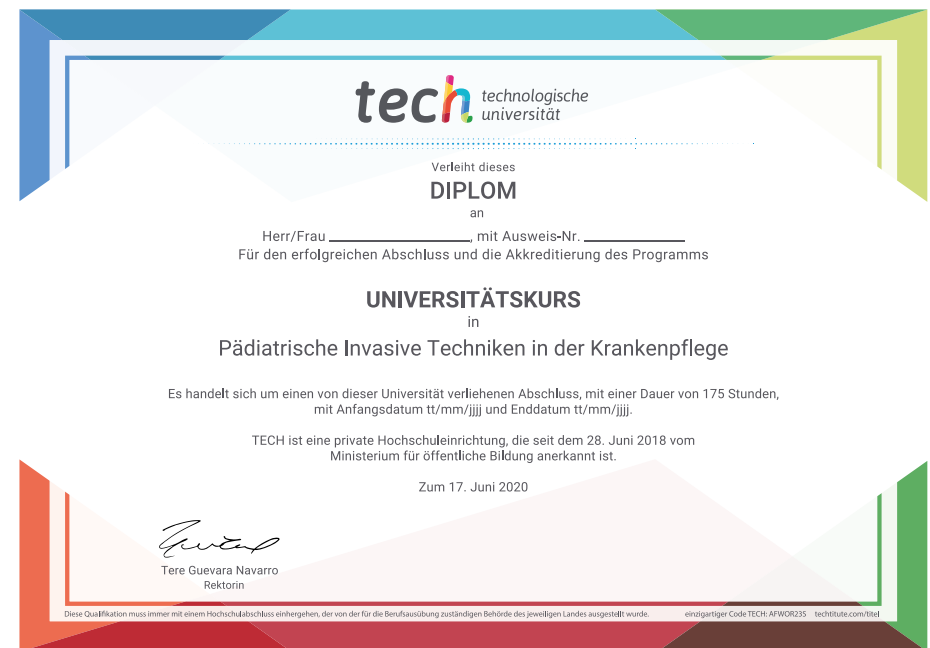 tech technologische
universität
Verleiht dieses
DIPLOM
an
Herr/Frau ____________________, mit Ausweis-Nr. ______________
Für den erfolgreichen Abschluss und die Akkreditierung des Programms
UNIVERSITÄTSKURS
in
Pädiatrische Invasive Techniken in der Krankenpflege
Es handelt sich um einen von dieser Universität verliehenen Abschluss, mit einer Dauer von 175 Stunden,
mit Anfangsdatum tt/mm/jjjj und Enddatum tt/mm/jjjj.
TECH ist eine private Hochschuleinrichtung, die seit dem 28. Juni 2018 vom
Ministerium für öffentliche Bildung anerkannt ist.
Zum 17. Juni 2020
Tere Guevara Navarro
Rektorin
Diese Qualifikation muss immer mit einem Hochschulabschluss einhergehen, der von der für die Berufsausübung zuständigen Behörde des jeweiligen Landes ausgestellt wurde. einzigartiger Code TECH: AFWOR23S techtitute.com/titel